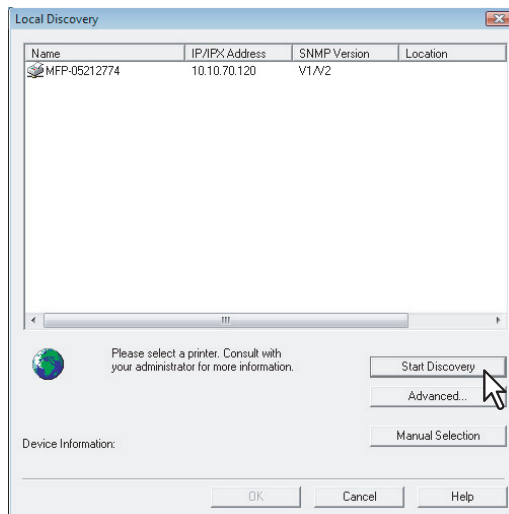 Local Discovery
Name IP/IPX Address SNMP Version Location
MFP-05212774 10.10.70.120 V1/V2
Please select a printer. Consult with
your administrator for more information.
Start Discovery
Advanced...
Manual Selection
Device Information:
OK Cancel Help